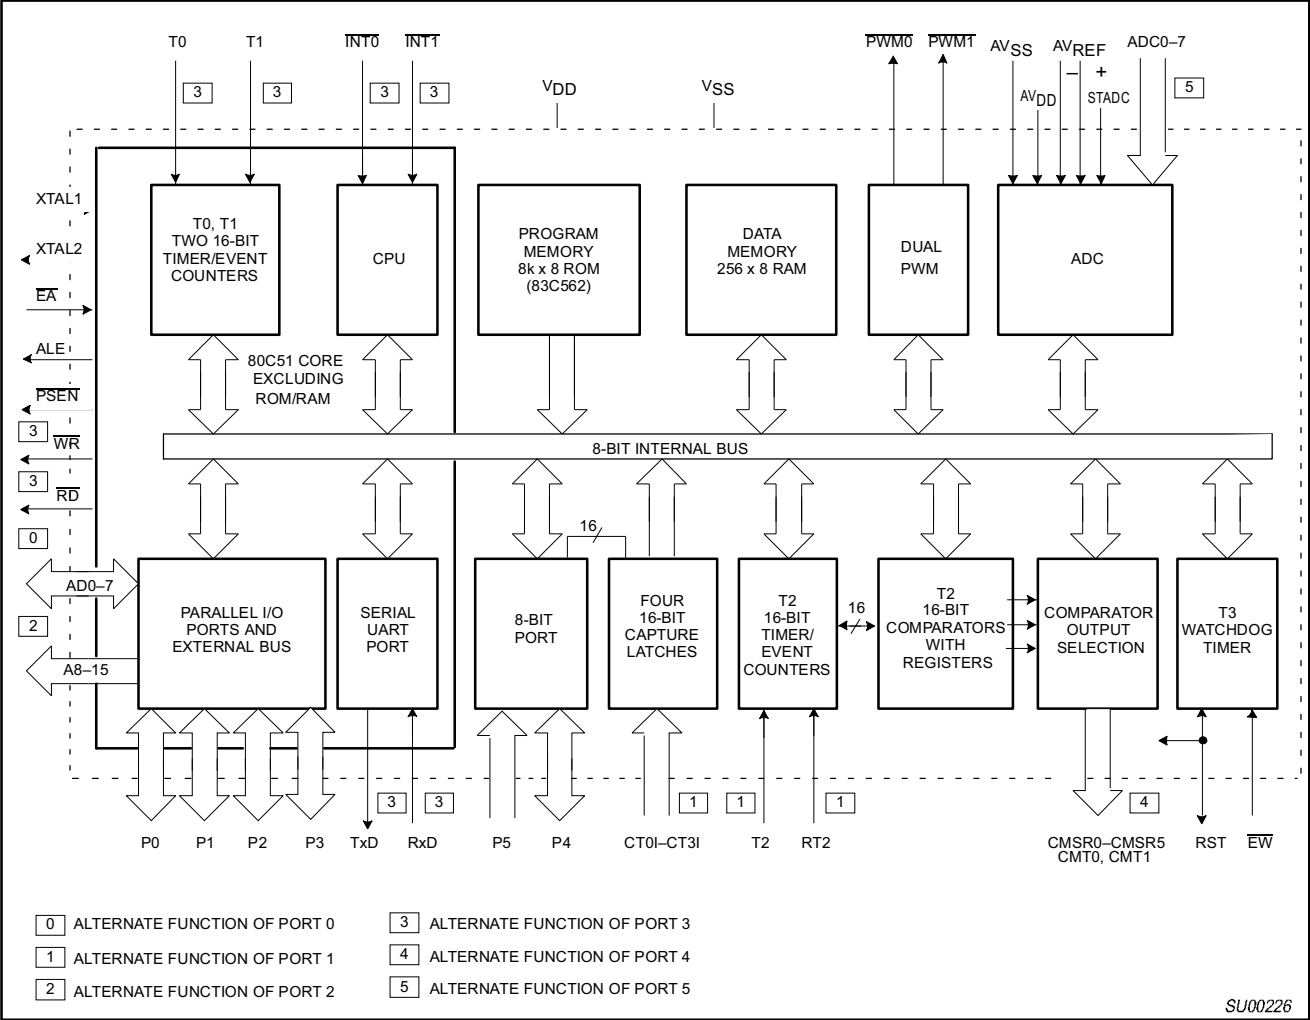 T0
T1
INT0
INT1
PWM0
PWM1
AVSS
AVREF
– +
ADC0–7
3
3
3
3
VDD
VSS
AVDD
STADC
5
XTAL1
XTAL2
EA
ALE
PSEN
3
WR
3
RD
0
AD0–7
2
A8–15
T0, T1
TWO 16-BIT
TIMER/EVENT
COUNTERS
CPU
PROGRAM
MEMORY
8k x 8 ROM
(83C562)
DATA
MEMORY
256 x 8 RAM
DUAL
PWM
ADC
80C51 CORE
EXCLUDING
ROM/RAM
8-BIT INTERNAL BUS
16
16
PARALLEL I/O
PORTS AND
EXTERNAL BUS
SERIAL
UART
PORT
8-BIT
PORT
FOUR
16-BIT
CAPTURE
LATCHES
T2
16-BIT
TIMER/
EVENT
COUNTERS
T2
16-BIT
COMPARATORS
WITH
REGISTERS
COMPARATOR
OUTPUT
SELECTION
T3
WATCHDOG
TIMER
3
3
1
1
1
4
P0
P1
P2
P3
TxD
RxD
P5
P4
CT0I–CT3I
T2
RT2
CMSR0–CMSR5
CMT0, CMT1
RST
EW
0 ALTERNATE FUNCTION OF PORT 0
1 ALTERNATE FUNCTION OF PORT 1
2 ALTERNATE FUNCTION OF PORT 2
3 ALTERNATE FUNCTION OF PORT 3
4 ALTERNATE FUNCTION OF PORT 4
5 ALTERNATE FUNCTION OF PORT 5
SU00226